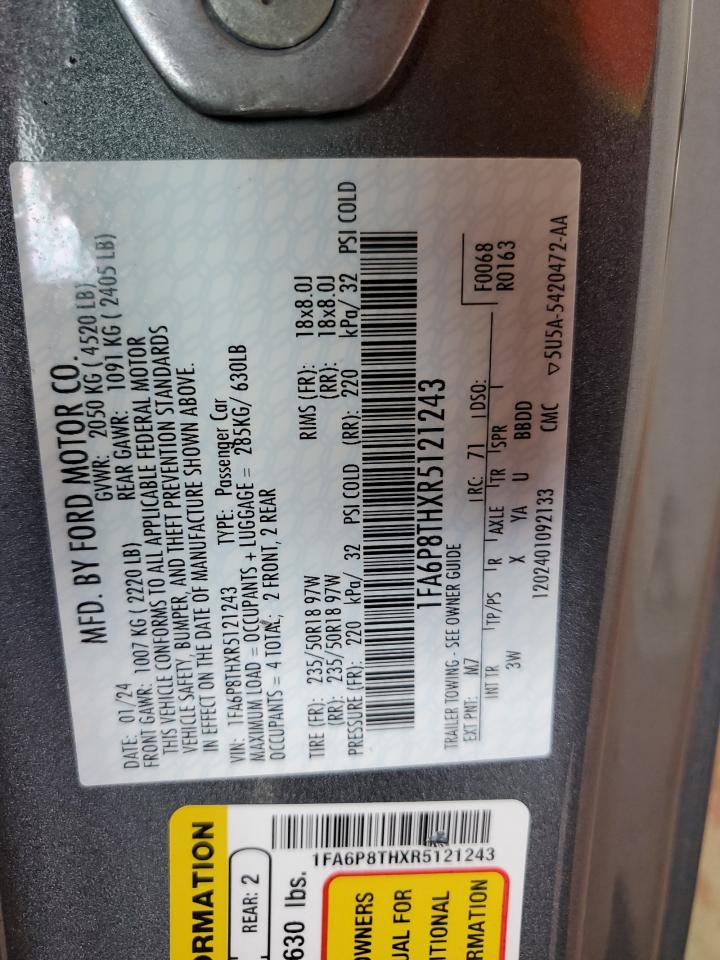 MFD. BY FORD MOTOR CO.
DATE: 01/24 GVWR: 2050 KG ( 4520 LB)
FRONT GAWR: 1007 KG ( 2220 LB) REAR GAWR: 1091 KG ( 2405 LB)
THIS VEHICLE CONFORMS TO ALL APPLICABLE FEDERAL MOTOR
VEHICLE SAFETY, BUMPER, AND THEFT PREVENTION STANDARDS
IN EFFECT ON THE DATE OF MANUFACTURE SHOWN ABOVE.
VIN: 1FA6P8THXR5121243 TYPE: Passenger Car
MAXIMUM LOAD = OCCUPANTS + LUGGAGE = 285KG/ 630LB
OCCUPANTS = 4 TOTAL, 2 FRONT, 2 REAR
TIRE (FR): 235/50R18 97W RIMS (FR): 18x8.0J
(RR): 235/50R18 97W (RR): 18x8.0J
PRESSURE (FR): 220 kPa/ 32 PSI COLD (RR): 220 kPa/ 32 PSI COLD
1FA6P8THXR5121243
TRAILER TOWING - SEE OWNER GUIDE
EXT PNT: M7 RC: 71 DSO: F0068
R0163
INT TR TP/PS R AXLE TR SPR
3W X YA U BBDD
1202401092133 CMC ▽5U5A-5420472-AA
ORMATION
REAR: 2
630 lbs.
1FA6P8THXR5121243
OWNERS
UAL FOR
ITIONAL
RMATION